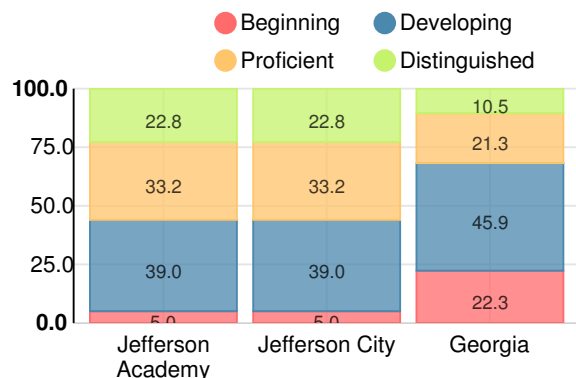 Beginning Developing
Proficient Distinguished
100.0
75.0
50.0
25.0
0.0
22.8 22.8 10.5
33.2 33.2 21.3
39.0 39.0 45.9
5.0 5.0 22.3
Jefferson Academy
Jefferson City
Georgia